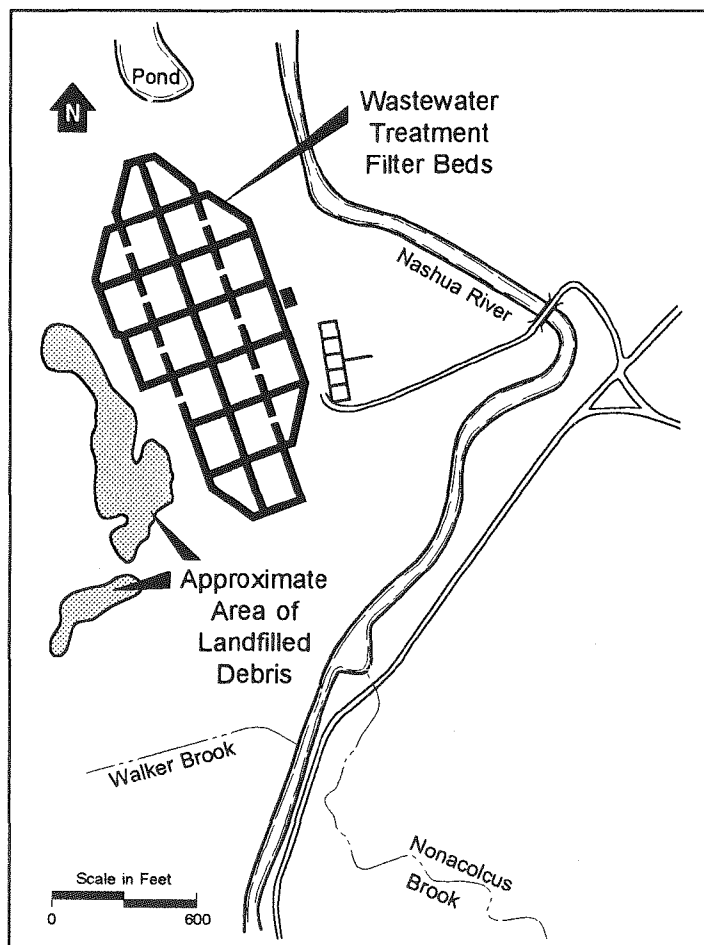 Pond
N
Wastewater
Treatment
Filter Beds
Nashua River
Approximate
Area of
Landfilled
Debris
Walker Brook
Nonacolcus
Brook
Scale in Feet
0 600